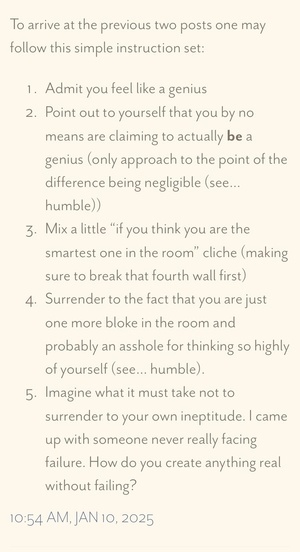 To arrive at the previous two posts one may
follow this simple instruction set:
1. Admit you feel like a genius
2. Point out to yourself that you by no
means are claiming to actually be a
genius (only approach to the point of the
difference being negligible (see...
humble))
3. Mix a little “if you think you are the
smartest one in the room” cliche (making
sure to break that fourth wall first)
4. Surrender to the fact that you are just
one more bloke in the room and
probably an asshole for thinking so highly
of yourself (see... humble).
5. Imagine what it must take not to
surrender to your own ineptitude. I came
up with someone never really facing
failure. How do you create anything real
without failing?
10:54 AM, JAN 10, 2025